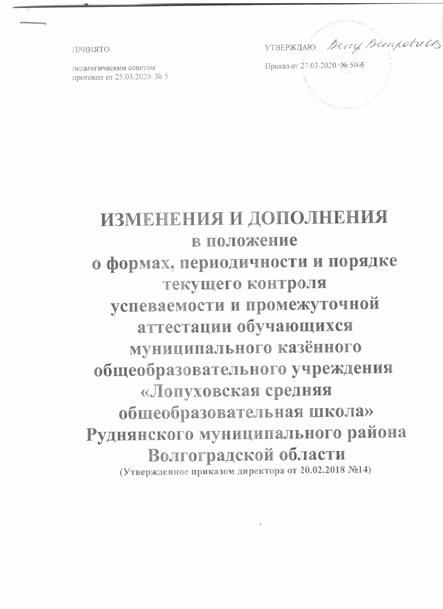 ПРИНЯТО
УТВЕРЖДАЮ
педагогическим советом
протокол от 25.03.2020 № 5
Приказ от 27.03.2020 № 50-б
ИЗМЕНЕНИЯ И ДОПОЛНЕНИЯ
в положение
о формах, периодичности и порядке
текущего контроля
успеваемости и промежуточной
аттестации обучающихся
муниципального казённого
общеобразовательного учреждения
«Лопуховская средняя
общеобразовательная школа»
Руднянского муниципального района
Волгоградской области
(Утвержденное приказом директора от 20.02.2018 №14)